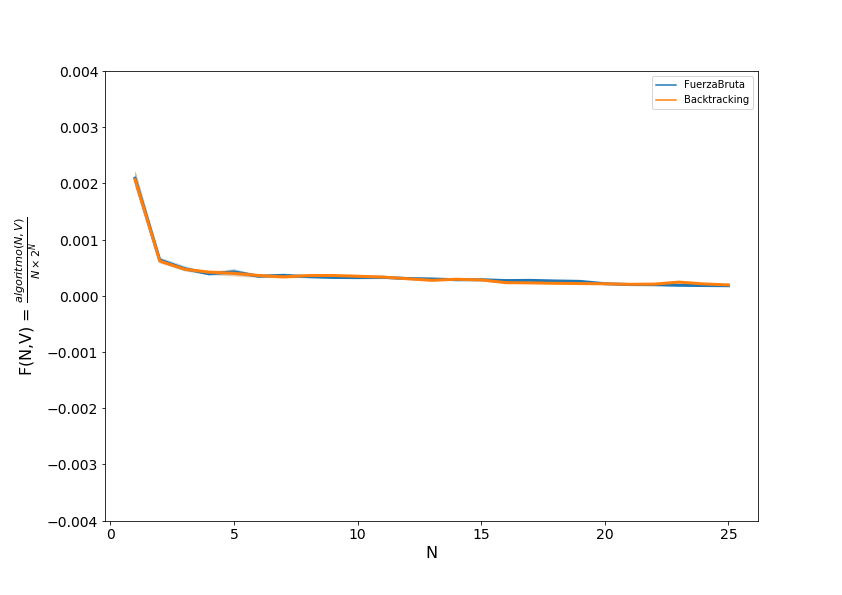 0.004
0.003
0.002
0.001
0.000
−0.001
−0.002
−0.003
−0.004
0 5 10 15 20 25
N
F(N,V) = algoritmo(N, V) / N × 2^N
FuerzaBruta
Backtracking